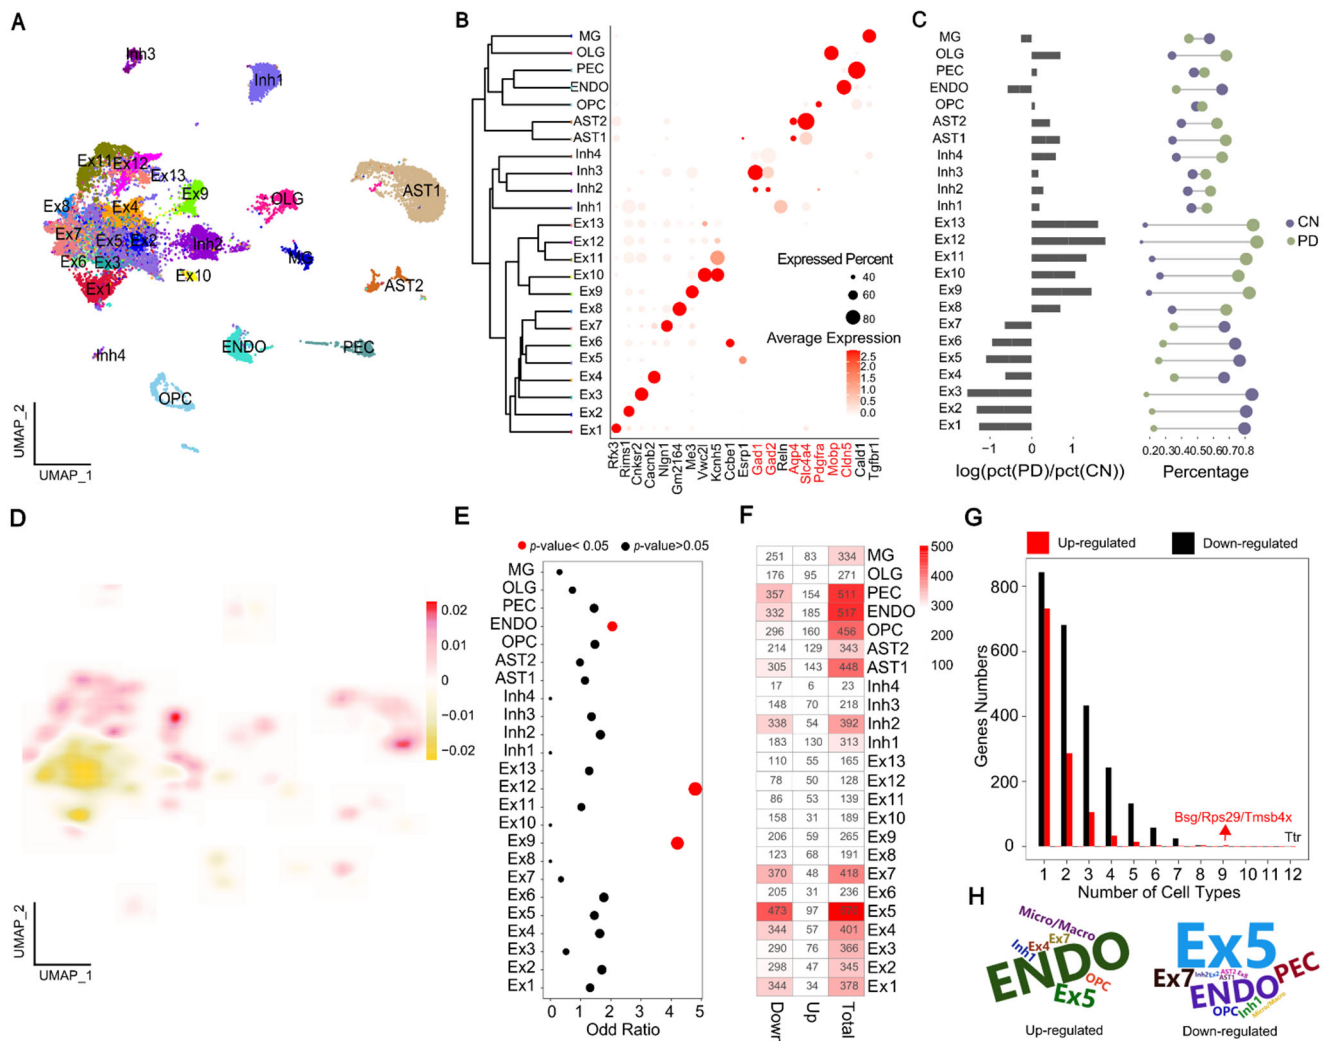 A
Inh3
Inh1
Ex11
Ex12
Ex13
Ex9
Ex8
Ex4
Ex7
Ex5
Ex2
Inh2
Ex6
Ex3
Ex10
Ex1
OLG
AST1
MG
AST2
Inh4
ENDO
PEC
OPC
UMAP_2
UMAP_1
B
MG
OLG
PEC
ENDO
OPC
AST2
AST1
Inh4
Inh3
Inh2
Inh1
Ex13
Ex12
Ex11
Ex10
Ex9
Ex8
Ex7
Ex6
Ex5
Ex4
Ex3
Ex2
Ex1
Expressed Percent
40
60
80
Average Expression
2.5
2.0
1.5
1.0
0.5
0.0
Rfx3
Rims1
Cnksr2
Cacnb2
Nlgn1
Gm2164
Me3
Vwc2l
Kcnh5
Ccbe1
Esrp1
Gad1
Gad2
Reln
Aqp4
Slc4a4
Pdgfra
Mobp
Cldn5
Cald1
Tgfbr1
C
MG
OLG
PEC
ENDO
OPC
AST2
AST1
Inh4
Inh3
Inh2
Inh1
Ex13
Ex12
Ex11
Ex10
Ex9
Ex8
Ex7
Ex6
Ex5
Ex4
Ex3
Ex2
Ex1
−1 0 1
log(pct(PD)/pct(CN))
0.20.30.40.50.60.70.8
Percentage
CN
PD
D
0.02
0.01
0
−0.01
−0.02
UMAP_2
UMAP_1
E
p-value< 0.05
p-value>0.05
MG
OLG
PEC
ENDO
OPC
AST2
AST1
Inh4
Inh3
Inh2
Inh1
Ex13
Ex12
Ex11
Ex10
Ex9
Ex8
Ex7
Ex6
Ex5
Ex4
Ex3
Ex2
Ex1
0 1 2 3 4 5
Odd Ratio
F
251 83 334 MG
176 95 271 OLG
357 154 511 PEC
332 185 517 ENDO
296 160 456 OPC
214 129 343 AST2
305 143 448 AST1
17 6 23 Inh4
148 70 218 Inh3
338 54 392 Inh2
183 130 313 Inh1
110 55 165 Ex13
78 50 128 Ex12
86 53 139 Ex11
158 31 189 Ex10
206 59 265 Ex9
123 68 191 Ex8
370 48 418 Ex7
205 31 236 Ex6
473 97 Ex5
344 57 401 Ex4
290 76 366 Ex3
298 47 345 Ex2
344 34 378 Ex1
Down
Up
Total
500
400
300
200
100
G
Up-regulated
Down-regulated
Genes Numbers
800
600
400
200
0
Bsg/Rps29/Tmsb4x
Ttr
1 2 3 4 5 6 7 8 9 10 11 12
Number of Cell Types
H
Micro/Macro
Inh1
Ex4
Ex7
ENDO
OPC
Ex5
Up-regulated
Ex5
Ex7
Inh2
Ex2
AST2
Ex8
AST1
PEC
ENDO
OPC
Inh1
Micro/Macro
Down-regulated